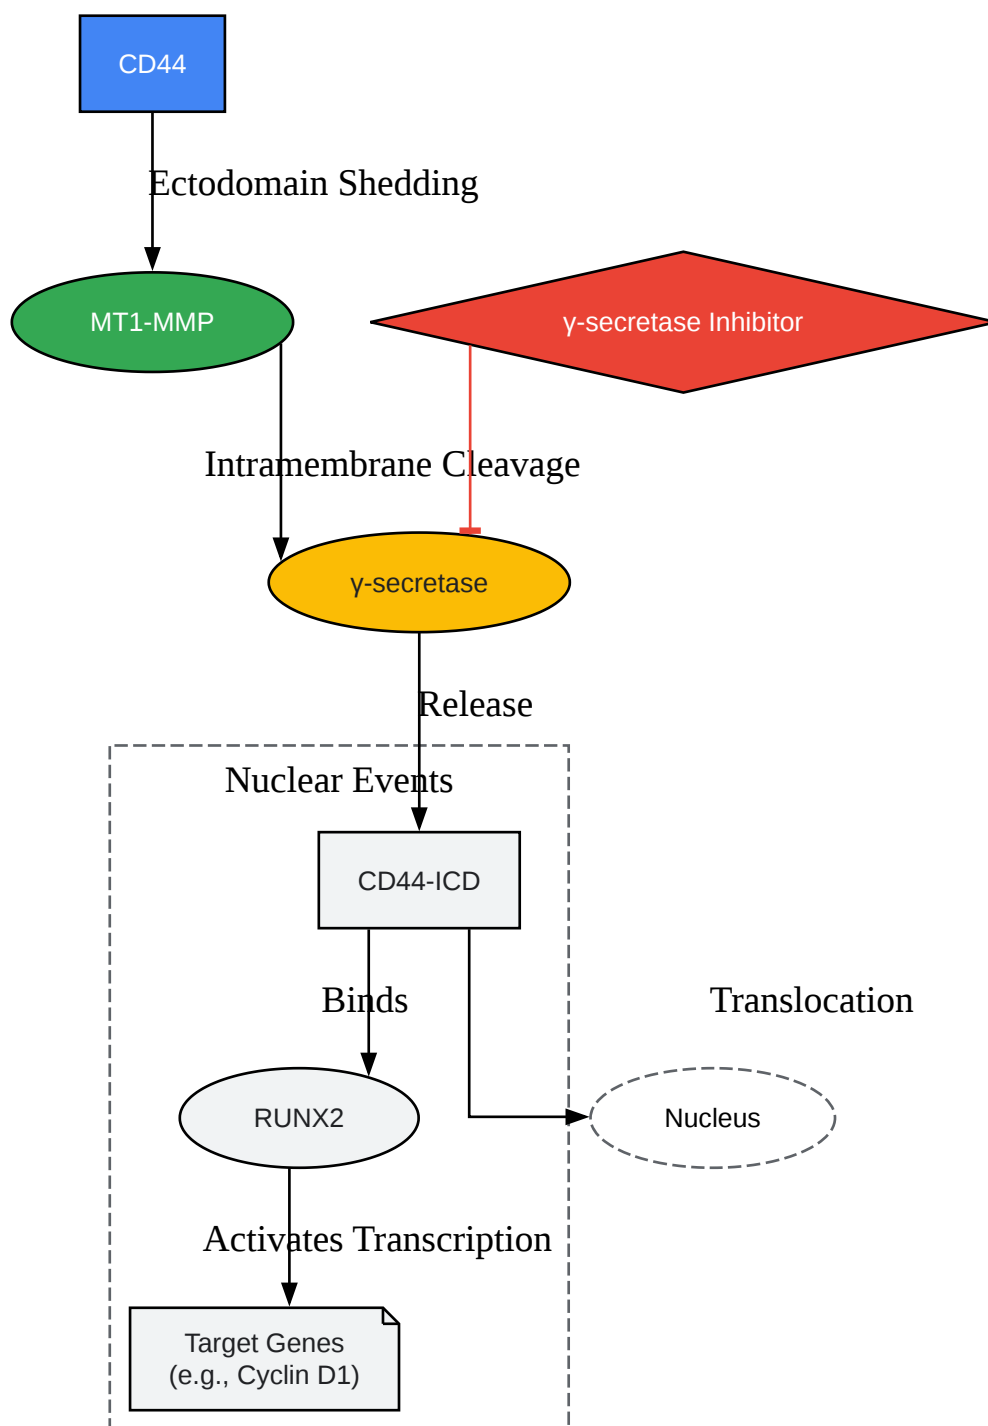 CD44
Ectodomain Shedding
MT1-MMP
γ-secretase Inhibitor
Intramembrane Cleavage
γ-secretase
Release
Nuclear Events
CD44-ICD
Binds
Translocation
RUNX2
Nucleus
Activates Transcription
Target Genes
(e.g., Cyclin D1)